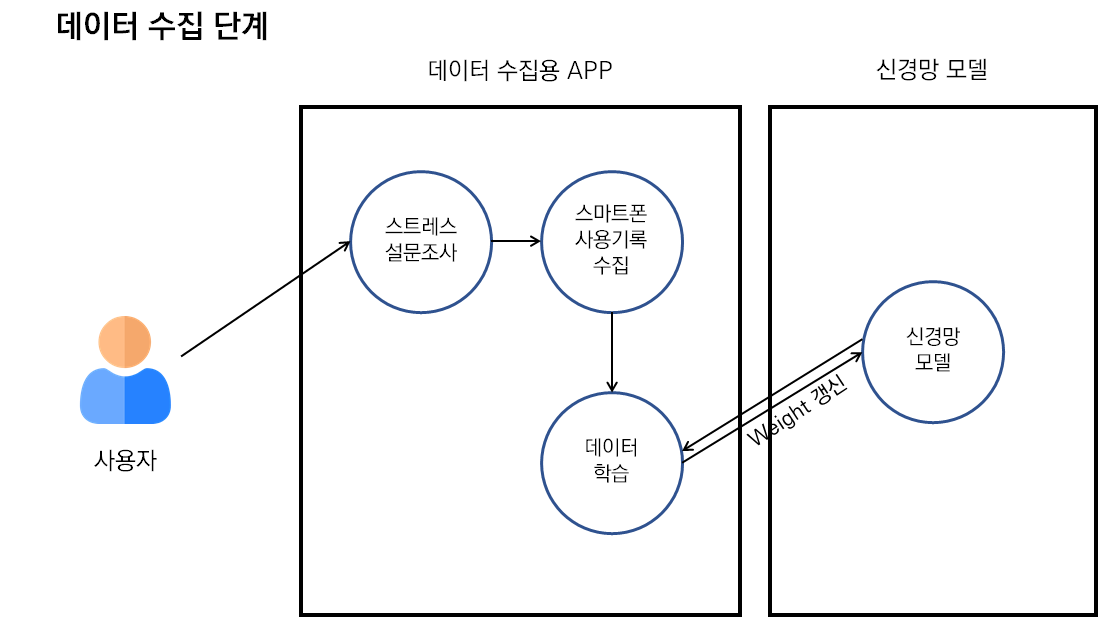 데이터 수집 단계
데이터 수집용 APP
신경망 모델
스트레스
설문조사
스마트폰
사용기록
수집
신경망
모델
Weight 갱신
데이터
학습
사용자